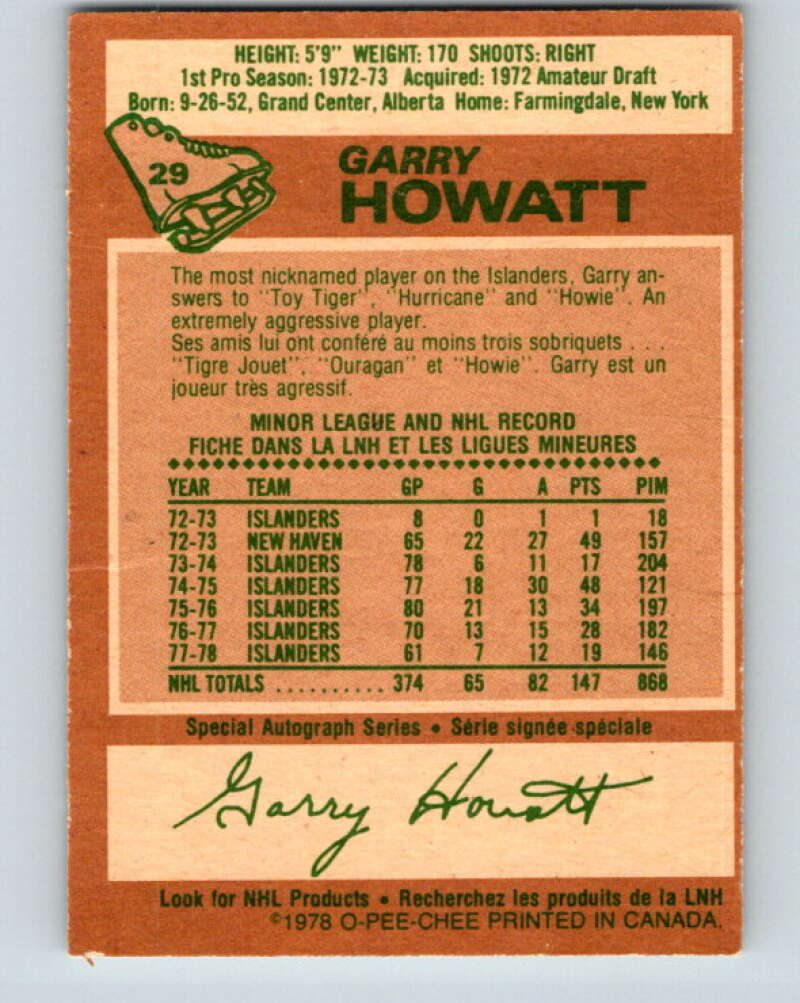 HEIGHT: 5'9" WEIGHT: 170 SHOOTS: RIGHT
1st Pro Season: 1972-73 Acquired: 1972 Amateur Draft
Born: 9-26-52, Grand Center, Alberta Home: Farmingdale, New York
29
GARRY
HOWATT
The most nicknamed player on the Islanders, Garry an-
swers to "Toy Tiger", "Hurricane" and "Howie". An
extremely aggressive player.
Ses amis lui ont conféré au moins trois sobriquets . . .
"Tigre Jouet", "Ouragan" et "Howie". Garry est un
joueur très agressif.
MINOR LEAGUE AND NHL RECORD
FICHE DANS LA LNH ET LES LIGUES MINEURES
YEAR TEAM GP G A PTS PIM
72-73 ISLANDERS 8 0 1 1 18
72-73 NEW HAVEN 65 22 27 49 157
73-74 ISLANDERS 78 6 11 17 204
74-75 ISLANDERS 77 18 30 48 121
75-76 ISLANDERS 80 21 13 34 197
76-77 ISLANDERS 70 13 15 28 182
77-78 ISLANDERS 61 7 12 19 146
NHL TOTALS .......... 374 65 82 147 868
Special Autograph Series • Série signée spéciale
Garry Howatt
Look for NHL Products • Recherchez les produits de la LNH
©1978 O-PEE-CHEE PRINTED IN CANADA.